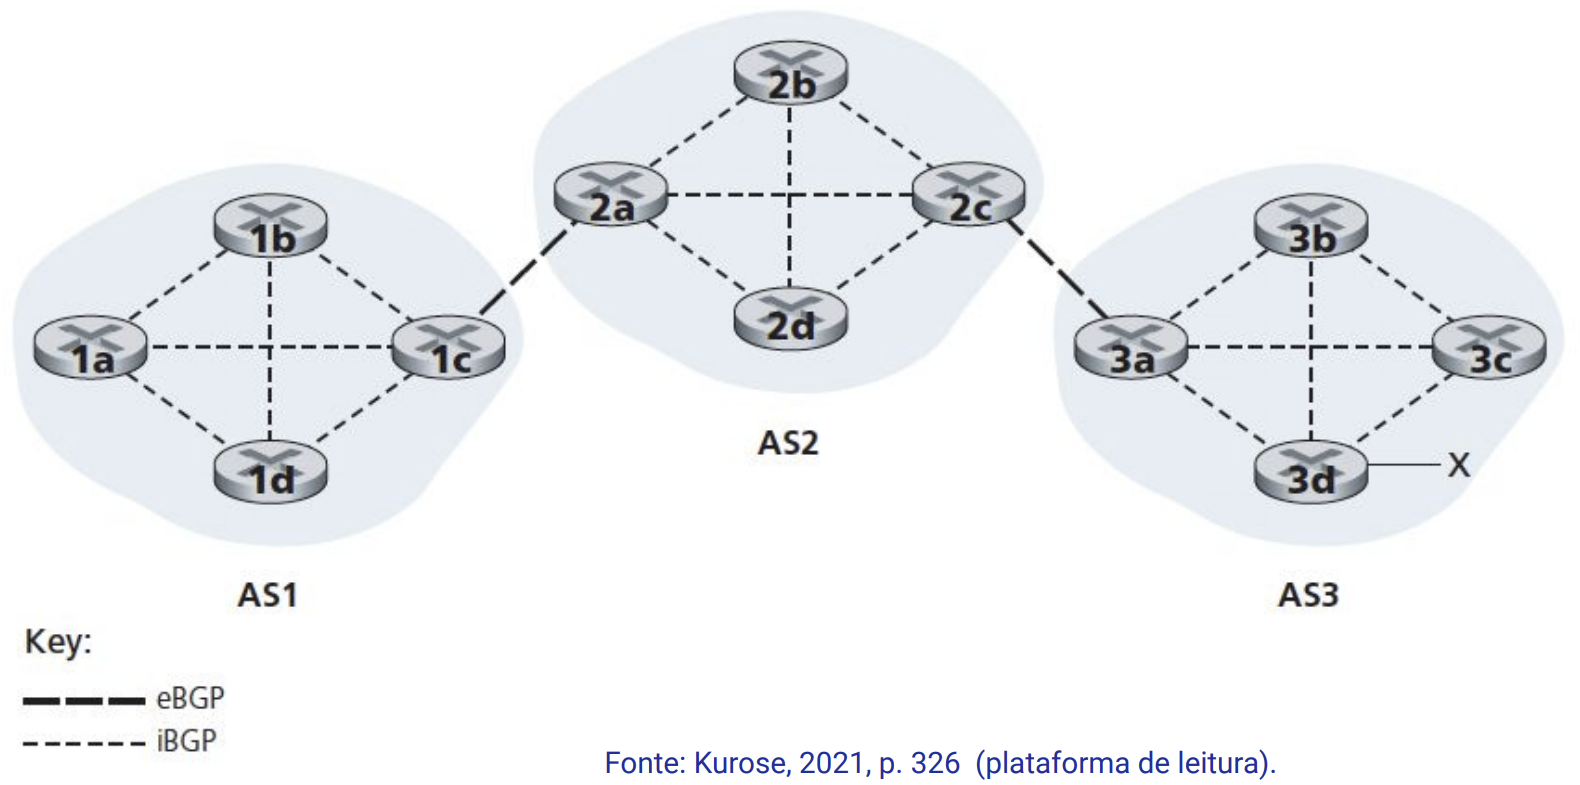 2b
2a
2c
1b
3b
2d
1a
1c
3a
3c
AS2
1d
3d
X
AS1
AS3
Key:
eBGP
iBGP
Fonte: Kurose, 2021, p. 326 (plataforma de leitura).